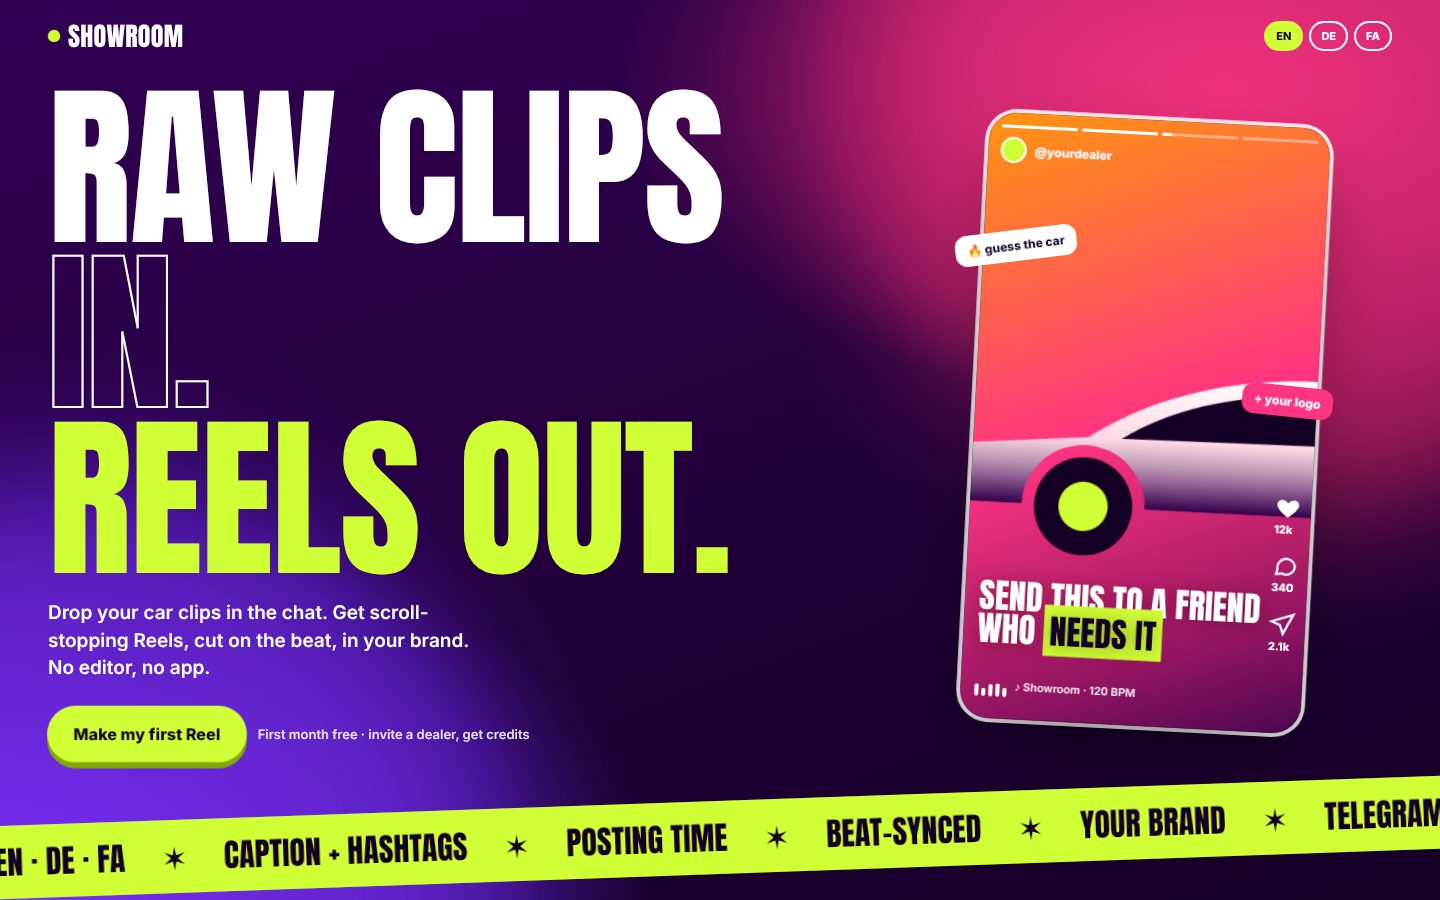 SHOWROOM
EN DE FA
RAW CLIPS
IN.
REELS OUT.
Drop your car clips in the chat. Get scroll-
stopping Reels, cut on the beat, in your brand.
No editor, no app.
Make my first Reel
First month free · invite a dealer, get credits
@yourdealer
🔥 guess the car
+ your logo
12k
340
2.1k
SEND THIS TO A FRIEND
WHO NEEDS IT
♪ Showroom · 120 BPM
EN · DE · FA ✶ CAPTION + HASHTAGS ✶ POSTING TIME ✶ BEAT-SYNCED ✶ YOUR BRAND ✶ TELEGRAM